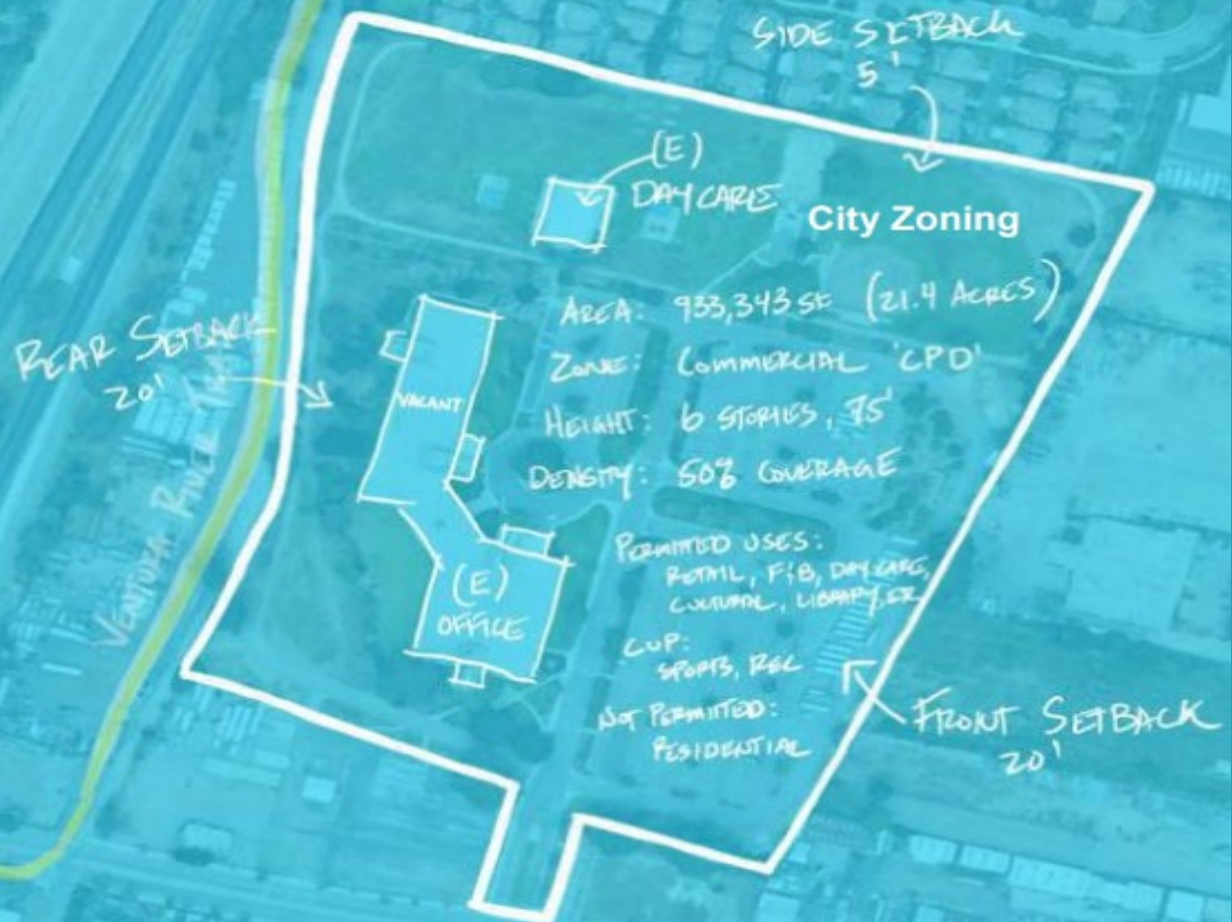 SIDE SETBACK
5'
(E)
DAYCARE
City Zoning
AREA: 933,343 SF (21.4 ACRES)
ZONE: COMMERCIAL 'CPD'
HEIGHT: 6 STORIES, 75'
DENSITY: 50% COVERAGE
REAR SETBACK
20'
VACANT
VENTURA RIVER TRAIL
(E)
OFFICE
PERMITTED USES:
RETAIL, F&B, DAYCARE,
CULTURAL, LIBRARY, ER
CUP:
SPORTS, REC
NOT PERMITTED:
RESIDENTIAL
FRONT SETBACK
20'